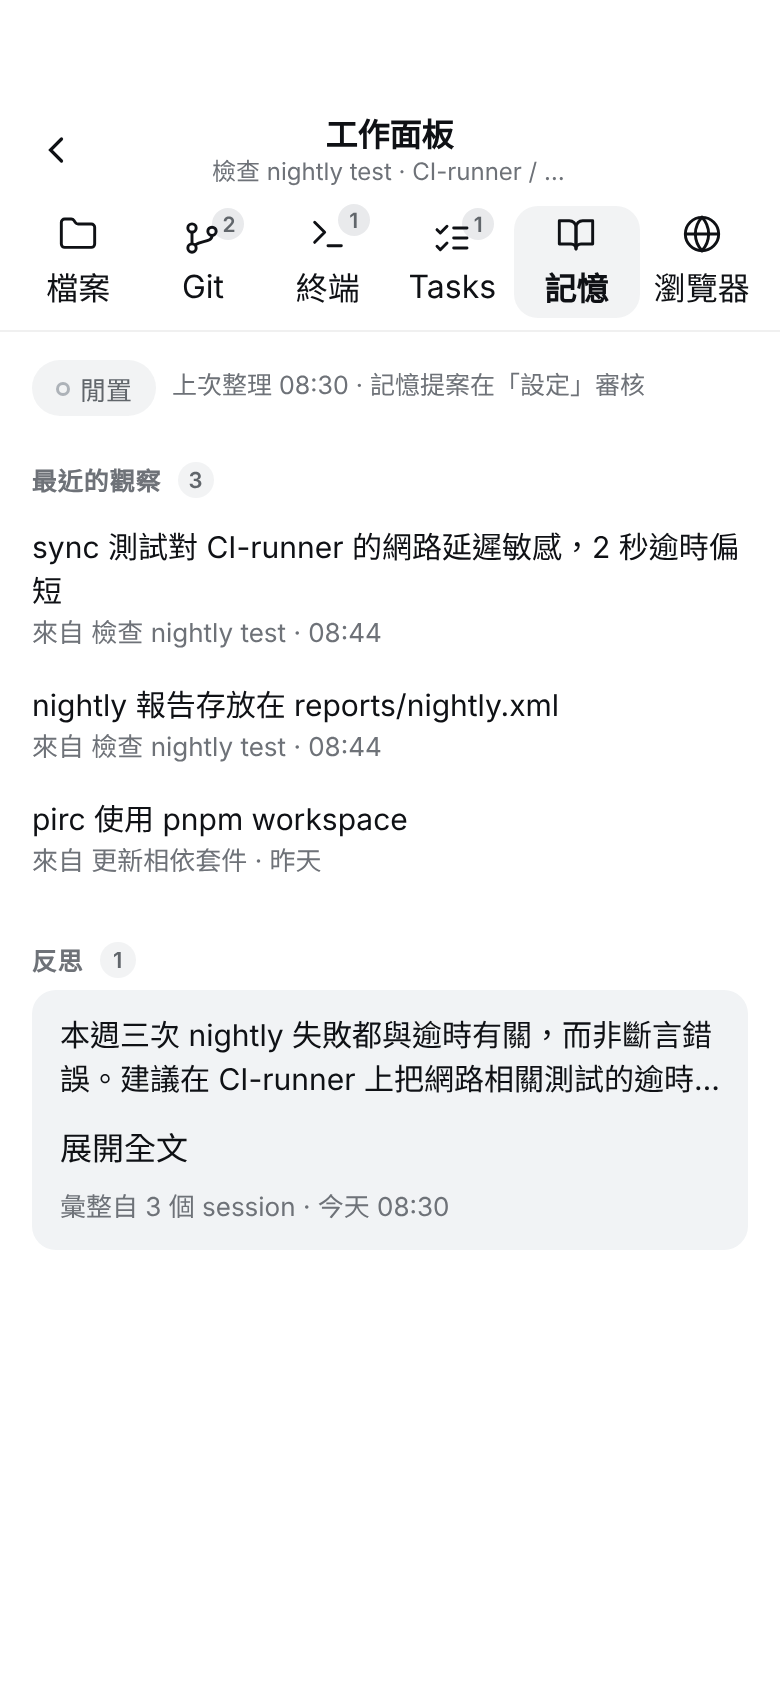 工作面板
檢查 nightly test · CI-runner / ...
2
1
1
檔案
Git
終端
Tasks
記憶
瀏覽器
閒置
上次整理 08:30 · 記憶提案在「設定」審核
最近的觀察 3
sync 測試對 CI-runner 的網路延遲敏感，2 秒逾時偏
短
來自 檢查 nightly test · 08:44
nightly 報告存放在 reports/nightly.xml
來自 檢查 nightly test · 08:44
pirc 使用 pnpm workspace
來自 更新相依套件 · 昨天
反思 1
本週三次 nightly 失敗都與逾時有關，而非斷言錯
誤。建議在 CI-runner 上把網路相關測試的逾時...
展開全文
彙整自 3 個 session · 今天 08:30